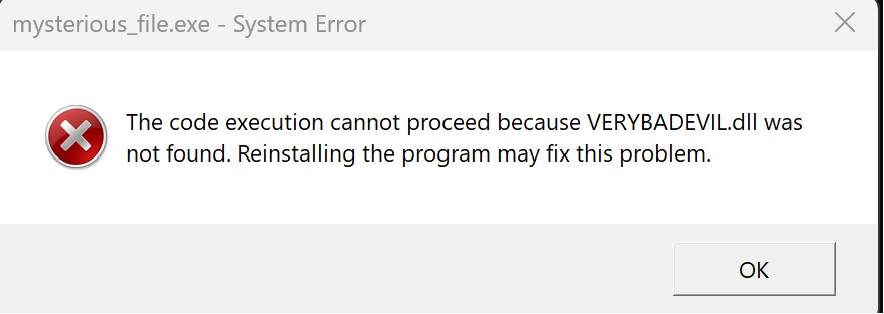 mysterious_file.exe - System Error
The code execution cannot proceed because VERYBADEVIL.dll was
not found. Reinstalling the program may fix this problem.
OK